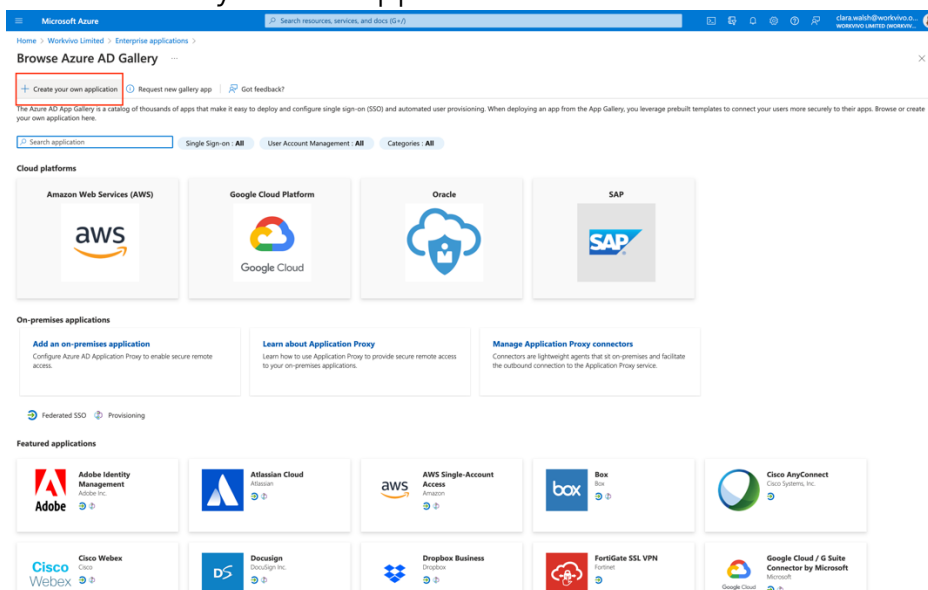 Microsoft Azure
Search resources, services, and docs (G+/)
clara.walsh@workvivo.o...
WORKVIVO LIMITED (WORKVIV...
Home > Workvivo Limited > Enterprise applications >
Browse Azure AD Gallery ...
+ Create your own application
Request new gallery app
Got feedback?
The Azure AD App Gallery is a catalog of thousands of apps that make it easy to deploy and configure single sign-on (SSO) and automated user provisioning. When deploying an app from the App Gallery, you leverage prebuilt templates to connect your users more securely to their apps. Browse or create
your own application here.
Search application
Single Sign-on : All
User Account Management : All
Categories : All
Cloud platforms
Amazon Web Services (AWS)
Google Cloud Platform
Oracle
SAP
aws
Google Cloud
SAP
On-premises applications
Add an on-premises application
Configure Azure AD Application Proxy to enable secure remote
access.
Learn about Application Proxy
Learn how to use Application Proxy to provide secure remote access
to your on-premises applications.
Manage Application Proxy connectors
Connectors are lightweight agents that sit on-premises and facilitate
the outbound connection to the Application Proxy service.
Federated SSO
Provisioning
Featured applications
Adobe
Adobe Identity
Management
Adobe Inc.
Atlassian Cloud
Atlassian
aws
AWS Single-Account
Access
Amazon
box
Box
Box
Cisco AnyConnect
Cisco Systems, Inc.
Cisco
Webex
Cisco Webex
Cisco
DS
Docusign
DocuSign Inc.
Dropbox Business
Dropbox
FortiGate SSL VPN
Fortinet
Google Cloud
Google Cloud / G Suite
Connector by Microsoft
Microsoft